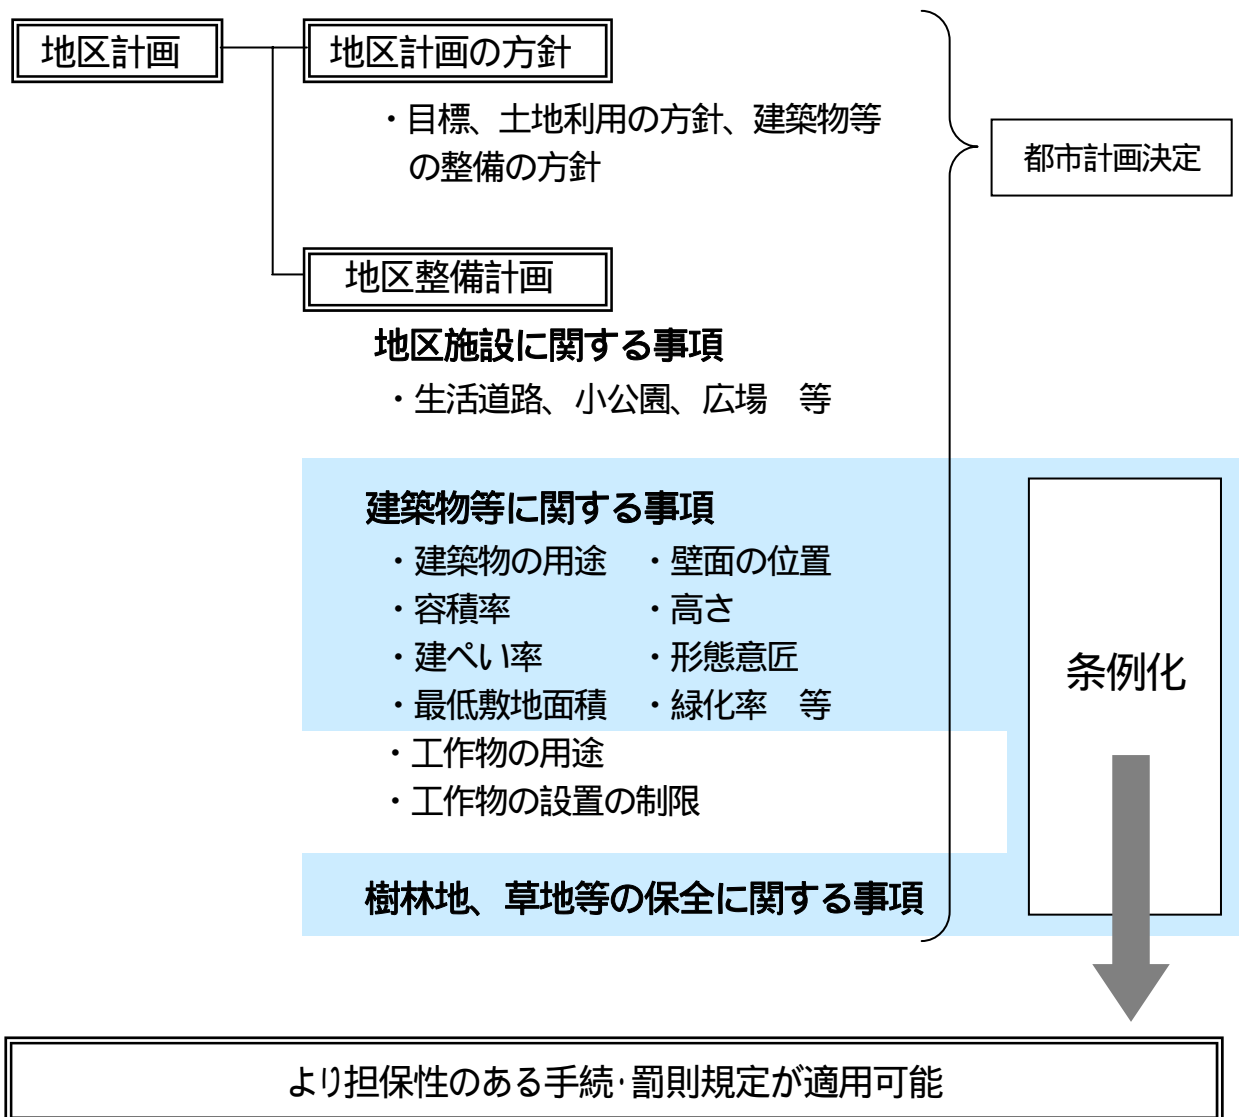 地区計画
地区計画の方針
・目標、土地利用の方針、建築物等
の整備の方針
都市計画決定
地区整備計画
地区施設に関する事項
・生活道路、小公園、広場　等
建築物等に関する事項
・建築物の用途　・壁面の位置
・容積率　・高さ
・建ぺい率　・形態意匠
・最低敷地面積　・緑化率　等
・工作物の用途
・工作物の設置の制限
条例化
樹林地、草地等の保全に関する事項
より担保性のある手続・罰則規定が適用可能